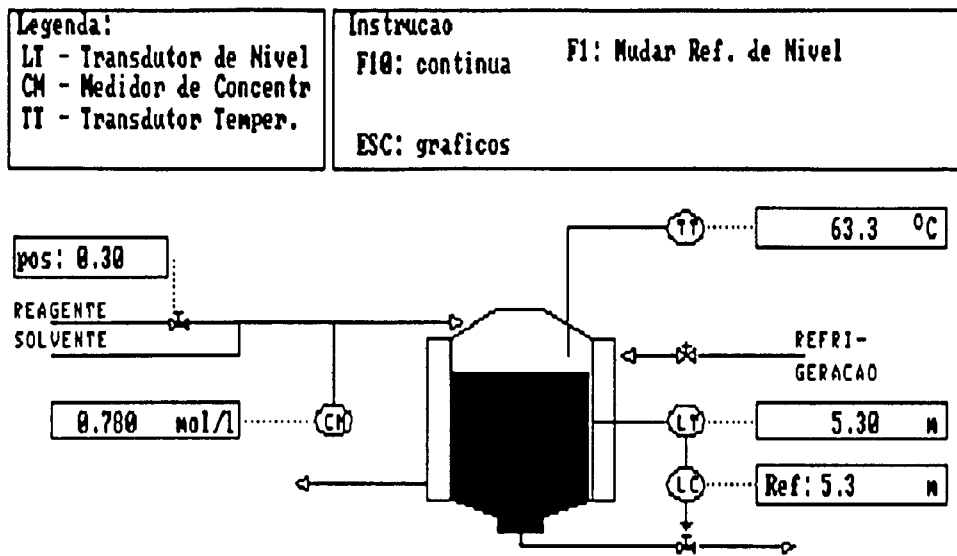 Legenda:
LT - Transdutor de Nivel
CM - Medidor de Concentr
TT - Transdutor Temper.
Instrucao
F10: continua
F1: Mudar Ref. de Nivel
ESC: graficos
TT
63.3 ºC
pos: 0.30
REAGENTE
SOLVENTE
REFRI-
GERACAO
0.780 mol/l
CM
LT
5.30 m
LC
Ref: 5.3 m